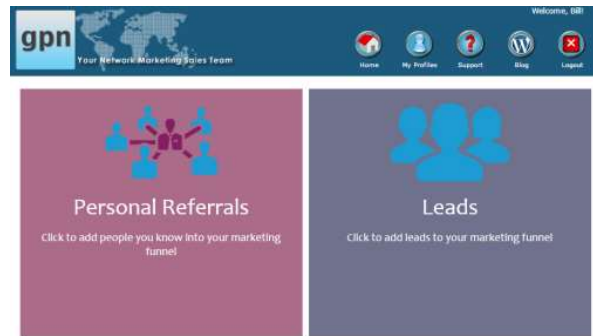 Welcome, Bill!
gpn
Your Network Marketing Sales Team
Home My Profiles Support Blog Logout
Personal Referrals
Click to add people you know into your marketing
funnel
Leads
Click to add leads to your marketing funnel